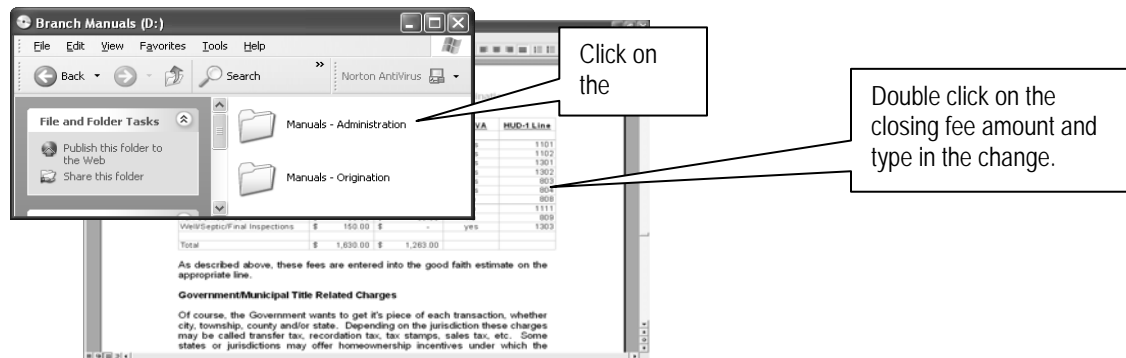 Branch Manuals (D:)
File Edit View Favorites Tools Help
Back Search » Norton AntiVirus
File and Folder Tasks
Publish this folder to
the Web
Share this folder
Manuals - Administration
Manuals - Origination
Click on
the
Double click on the
closing fee amount and
type in the change.
VA HUD-1 Line
1101
1102
1301
1302
803
804
808
1111
809
Well/Septic/Final Inspections $ 150.00 $ - yes 1303
Total $ 1,630.00 $ 1,263.00
As described above, these fees are entered into the good faith estimate on the
appropriate line.
Government/Municipal Title Related Charges
Of course, the Government wants to get it's piece of each transaction, whether
city, township, county and/or state. Depending on the jurisdiction these charges
may be called transfer tax, recordation tax, tax stamps, sales tax, etc. Some
states or jurisdictions may offer homeownership incentives under which the